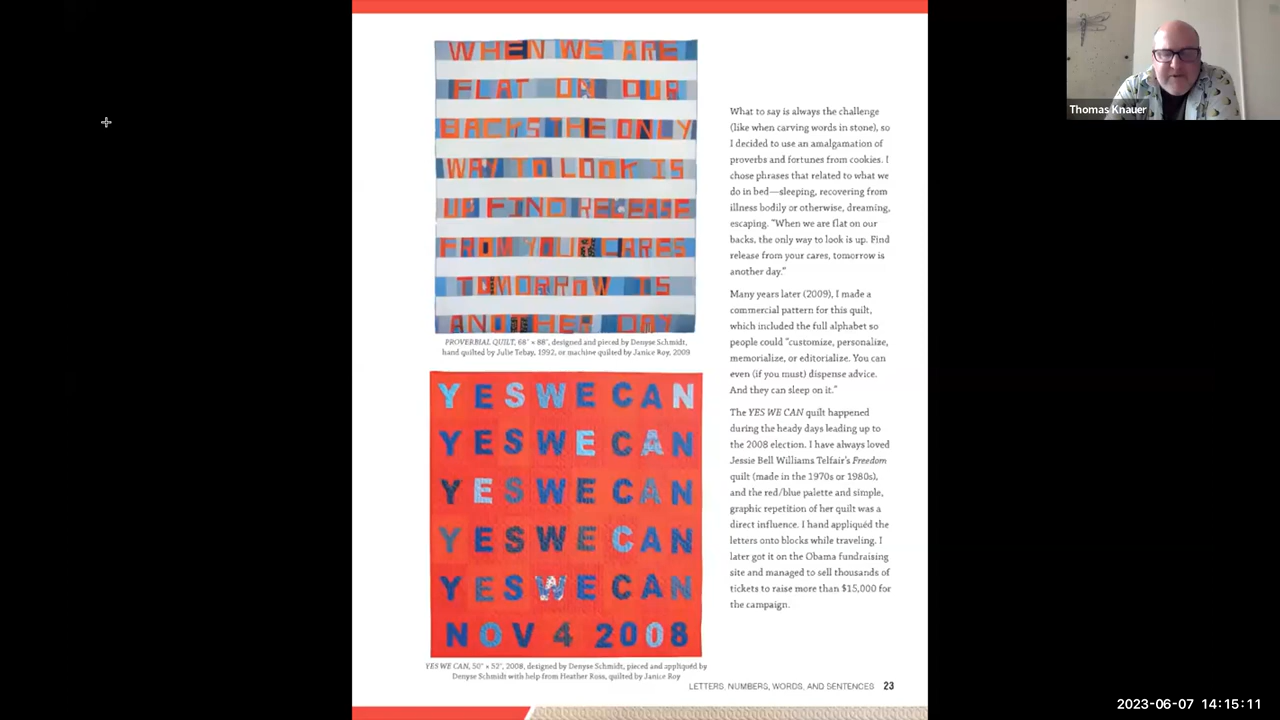 WHEN WE ARE
FLAT ON OUR
BACKS THE ONLY
WAY TO LOOK IS
UP FIND RELEASE
FROM YOUR CARES
TOMORROW IS
ANOTHER DAY
PROVERBIAL QUILT, 68" × 88", designed and pieced by Denyse Schmidt,
hand quilted by Julie Tebay, 1992, or machine quilted by Janice Roy, 2009
YES WE CAN
YES WE CAN
YES WE CAN
YES WE CAN
YES WE CAN
NOV 4 2008
YES WE CAN, 50" × 52", 2008, designed by Denyse Schmidt, pieced and appliquéd by
Denyse Schmidt with help from Heather Ross, quilted by Janice Roy
What to say is always the challenge
(like when carving words in stone), so
I decided to use an amalgamation of
proverbs and fortunes from cookies. I
chose phrases that related to what we
do in bed—sleeping, recovering from
illness bodily or otherwise, dreaming,
escaping. “When we are flat on our
backs, the only way to look is up. Find
release from your cares, tomorrow is
another day.”
Many years later (2009), I made a
commercial pattern for this quilt,
which included the full alphabet so
people could “customize, personalize,
memorialize, or editorialize. You can
even (if you must) dispense advice.
And they can sleep on it.”
The YES WE CAN quilt happened
during the heady days leading up to
the 2008 election. I have always loved
Jessie Bell Williams Telfair’s Freedom
quilt (made in the 1970s or 1980s),
and the red/blue palette and simple,
graphic repetition of her quilt was a
direct influence. I hand appliquéd the
letters onto blocks while traveling. I
later got it on the Obama fundraising
site and managed to sell thousands of
tickets to raise more than $15,000 for
the campaign.
LETTERS, NUMBERS, WORDS, AND SENTENCES 23
Thomas Knauer
2023-06-07 14:15:11